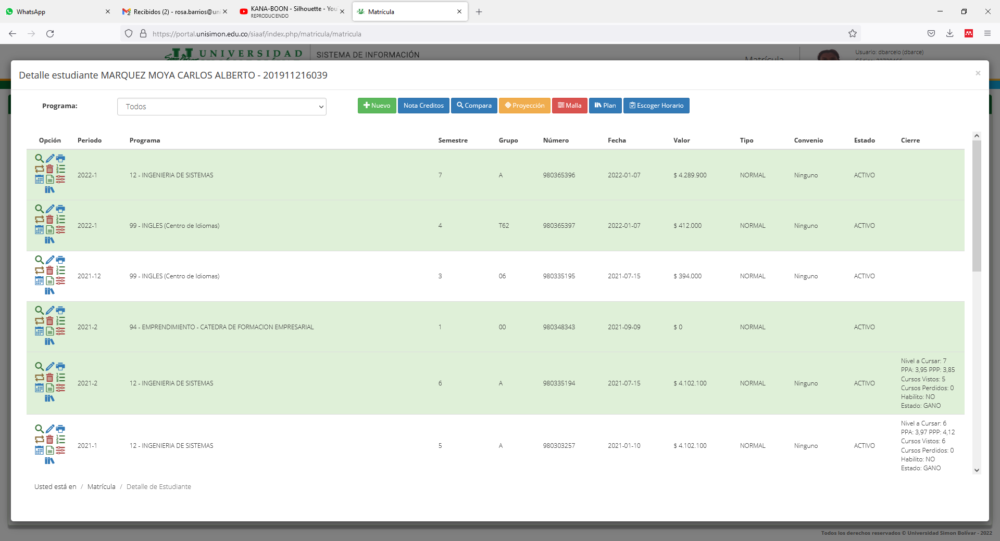 WhatsApp
Recibidos (2) - rosa.barrios@uni
KANA-BOON - Silhouette - You
REPRODUCIENDO
Matrícula
https://portal.unisimon.edu.co/siaaf/index.php/matricula/matricula
UNIVERSIDAD
SISTEMA DE INFORMACIÓN
Matrícula
Usuario: dbarcelo (dbarce)
Detalle estudiante MARQUEZ MOYA CARLOS ALBERTO - 201911216039
Programa: Todos Nuevo Nota Creditos Compara Proyección Malla Plan Escoger Horario
Opción Periodo Programa Semestre Grupo Número Fecha Valor Tipo Convenio Estado Cierre
2022-1 12 - INGENIERIA DE SISTEMAS 7 A 980365396 2022-01-07 $ 4.289.900 NORMAL Ninguno ACTIVO
2022-1 99 - INGLES (Centro de Idiomas) 4 T62 980365397 2022-01-07 $ 412.000 NORMAL Ninguno ACTIVO
2021-12 99 - INGLES (Centro de Idiomas) 3 06 980335195 2021-07-15 $ 394.000 NORMAL Ninguno ACTIVO
2021-2 94 - EMPRENDIMIENTO - CATEDRA DE FORMACION EMPRESARIAL 1 00 980348343 2021-09-09 $ 0 NORMAL ACTIVO
2021-2 12 - INGENIERIA DE SISTEMAS 6 A 980335194 2021-07-15 $ 4.102.100 NORMAL Ninguno ACTIVO
Nivel a Cursar: 7
PPA: 3,95 PPP: 3,85
Cursos Vistos: 5
Cursos Perdidos: 0
Habilito: NO
Estado: GANO
2021-1 12 - INGENIERIA DE SISTEMAS 5 A 980303257 2021-01-10 $ 4.102.100 NORMAL Ninguno ACTIVO
Nivel a Cursar: 6
PPA: 3,97 PPP: 4,12
Cursos Vistos: 6
Cursos Perdidos: 0
Habilito: NO
Estado: GANO
Usted está en / Matrícula / Detalle de Estudiante
Todos los derechos reservados © Universidad Simon Bolívar - 2022